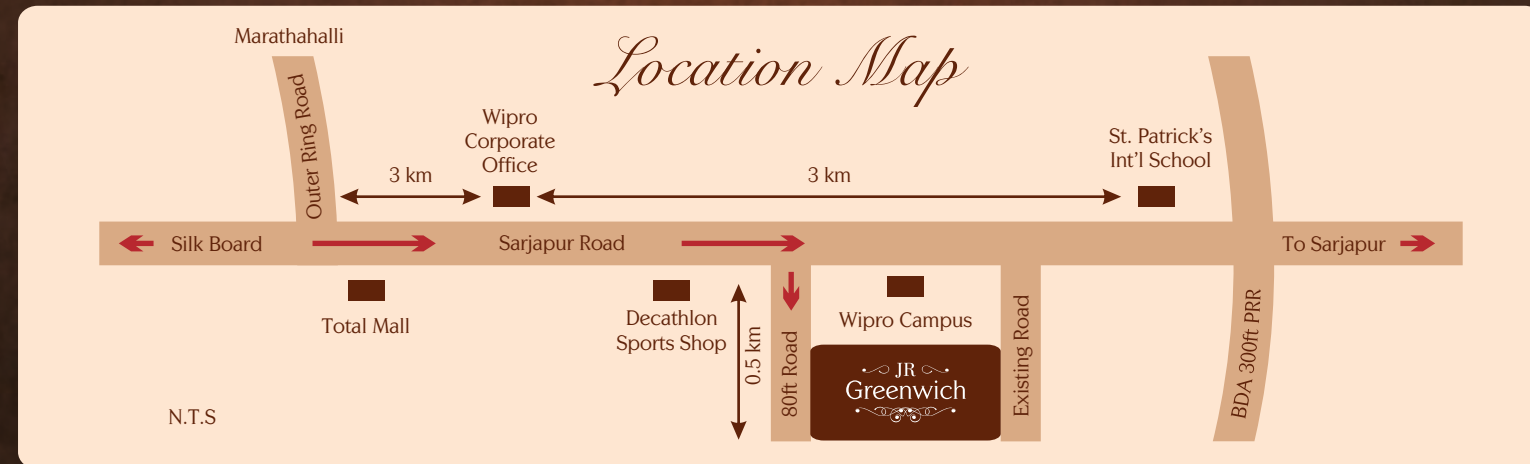 Location Map
Marathahalli
Outer Ring Road
3 km
Wipro
Corporate
Office
3 km
St. Patrick's
Int'l School
Silk Board
Sarjapur Road
To Sarjapur
Total Mall
Decathlon
Sports Shop
0.5 km
80ft Road
Wipro Campus
JR
Greenwich
Existing Road
BDA 300ft PRR
N.T.S